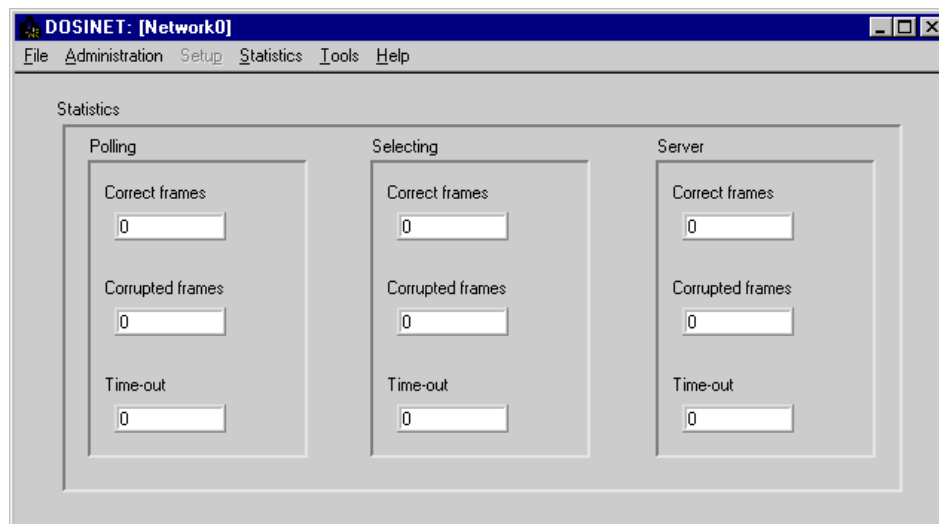 DOSINET: [Network0]
File Administration Setup Statistics Tools Help
Statistics
Polling Selecting Server
Correct frames Correct frames Correct frames
0 0 0
Corrupted frames Corrupted frames Corrupted frames
0 0 0
Time-out Time-out Time-out
0 0 0